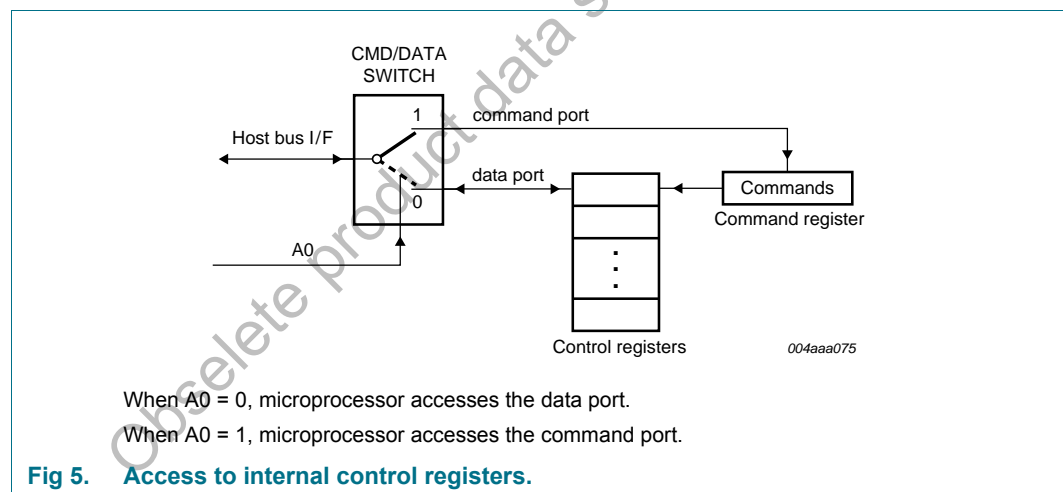 CMD/DATA
SWITCH
1
command port
Host bus I/F
data port
0
Commands
Command register
A0
Control registers
004aaa075
When A0 = 0, microprocessor accesses the data port.
When A0 = 1, microprocessor accesses the command port.
Fig 5. Access to internal control registers.
Obsolete product data s